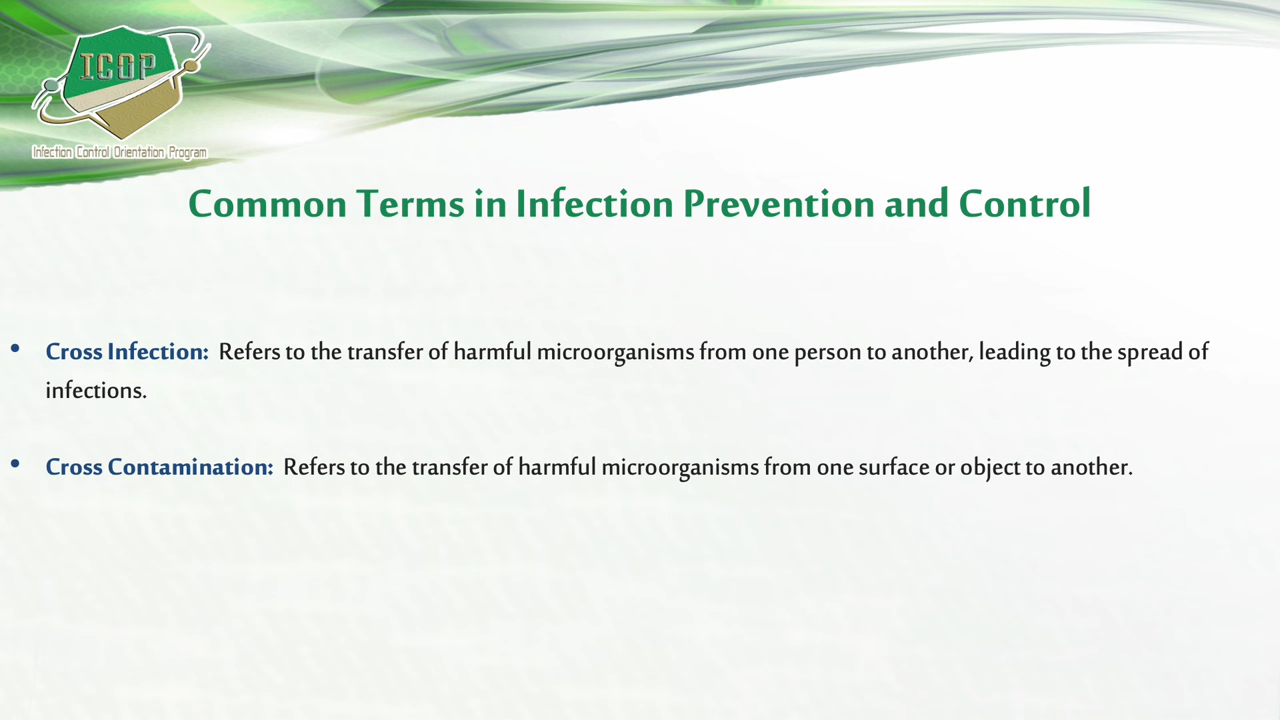 ICOP
Infection Control Orientation Program
Common Terms in Infection Prevention and Control
• Cross Infection: Refers to the transfer of harmful microorganisms from one person to another, leading to the spread of
infections.
• Cross Contamination: Refers to the transfer of harmful microorganisms from one surface or object to another.